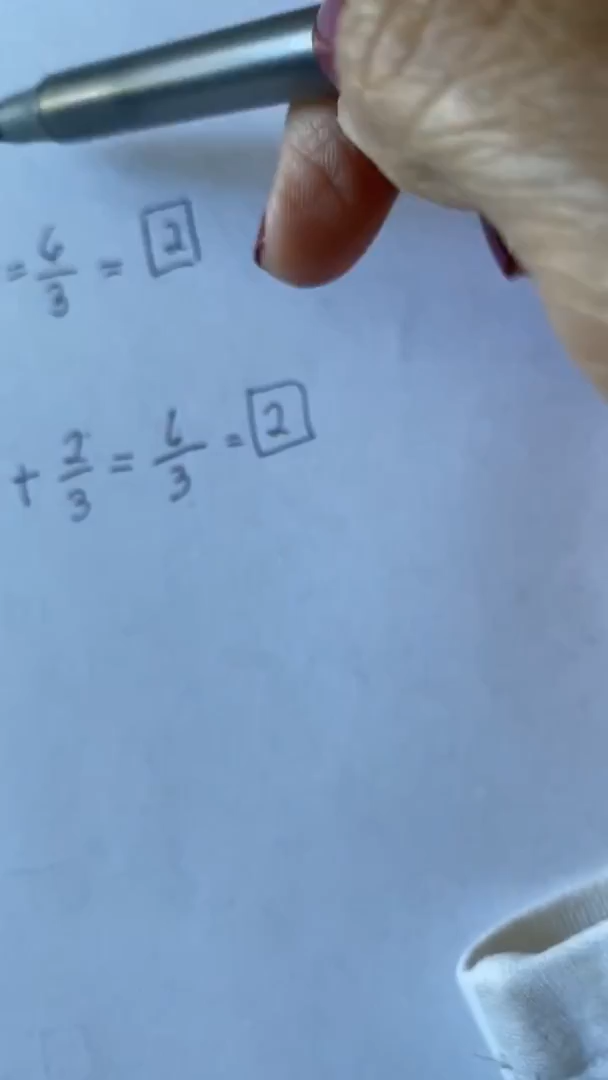 = 6/3 = 2
+ 2/3 = 6/3 = 2